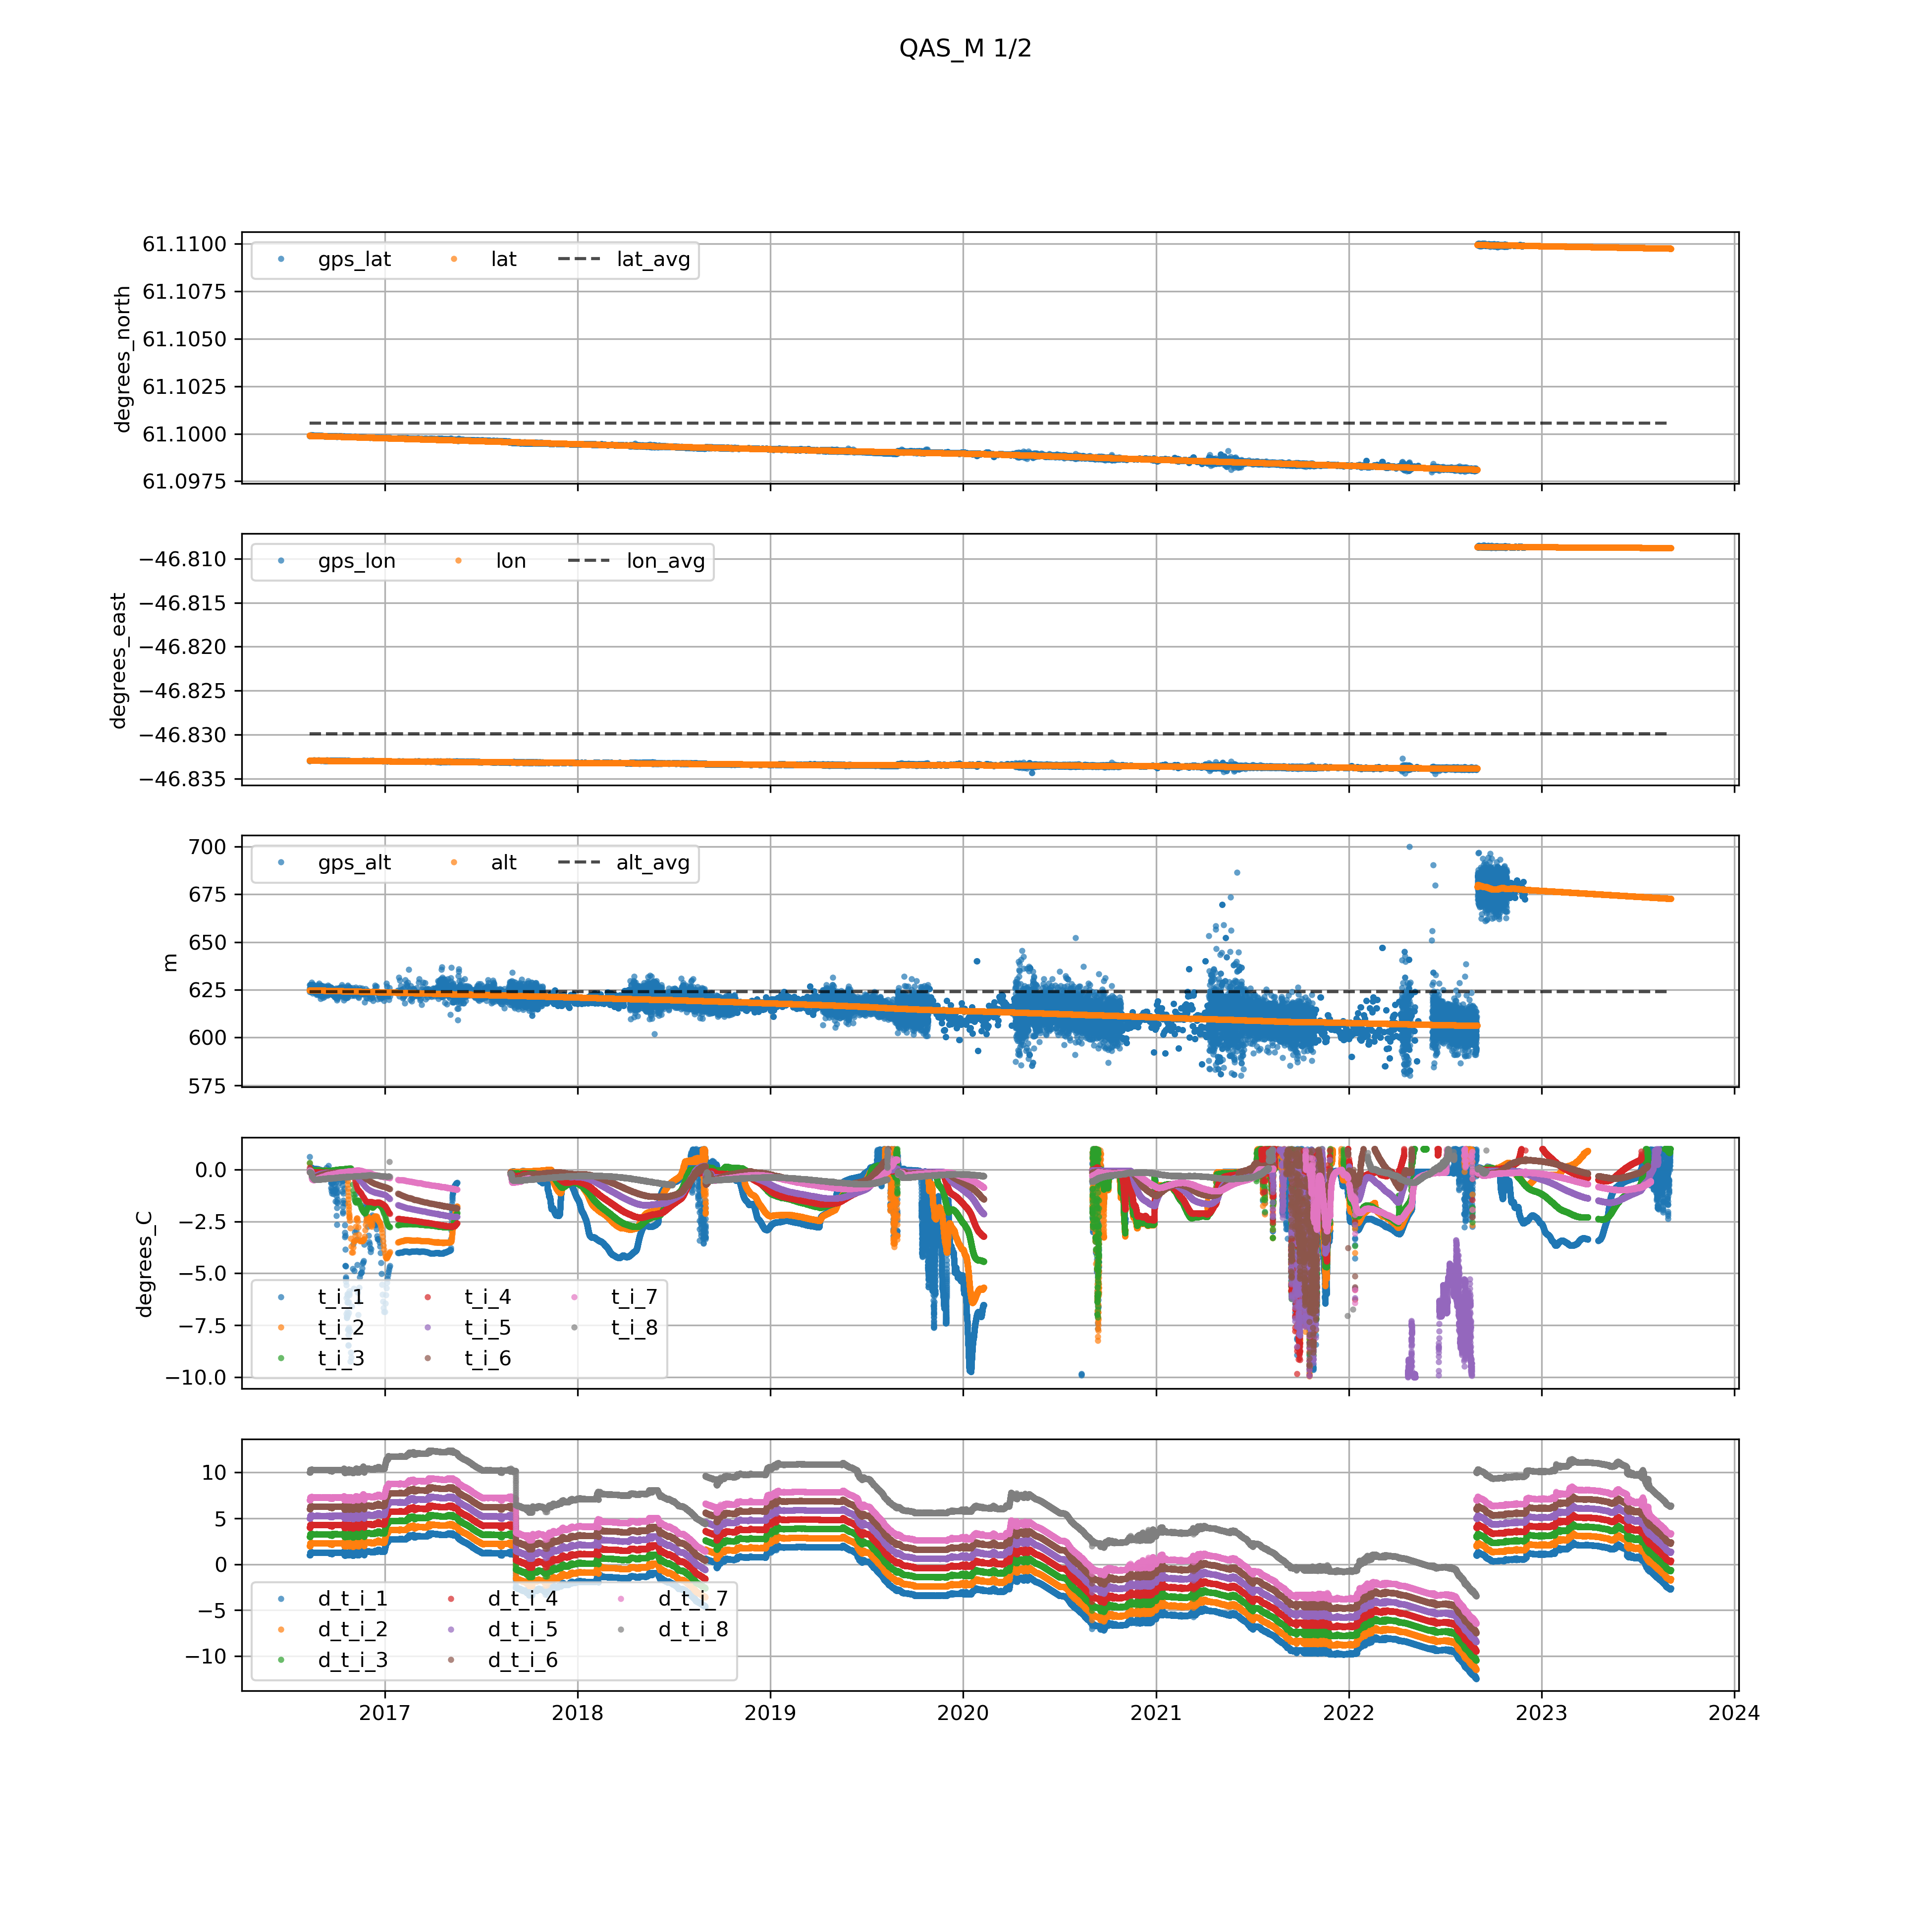 QAS_M 1/2
degrees_north
61.1100
61.1075
61.1050
61.1025
61.1000
61.0975
gps_lat lat lat_avg
degrees_east
−46.810
−46.815
−46.820
−46.825
−46.830
−46.835
gps_lon lon lon_avg
m
700
675
650
625
600
575
gps_alt alt alt_avg
degrees_C
0.0
−2.5
−5.0
−7.5
−10.0
t_i_1 t_i_4 t_i_7
t_i_2 t_i_5 t_i_8
t_i_3 t_i_6
10
5
0
−5
−10
d_t_i_1 d_t_i_4 d_t_i_7
d_t_i_2 d_t_i_5 d_t_i_8
d_t_i_3 d_t_i_6
2017 2018 2019 2020 2021 2022 2023 2024